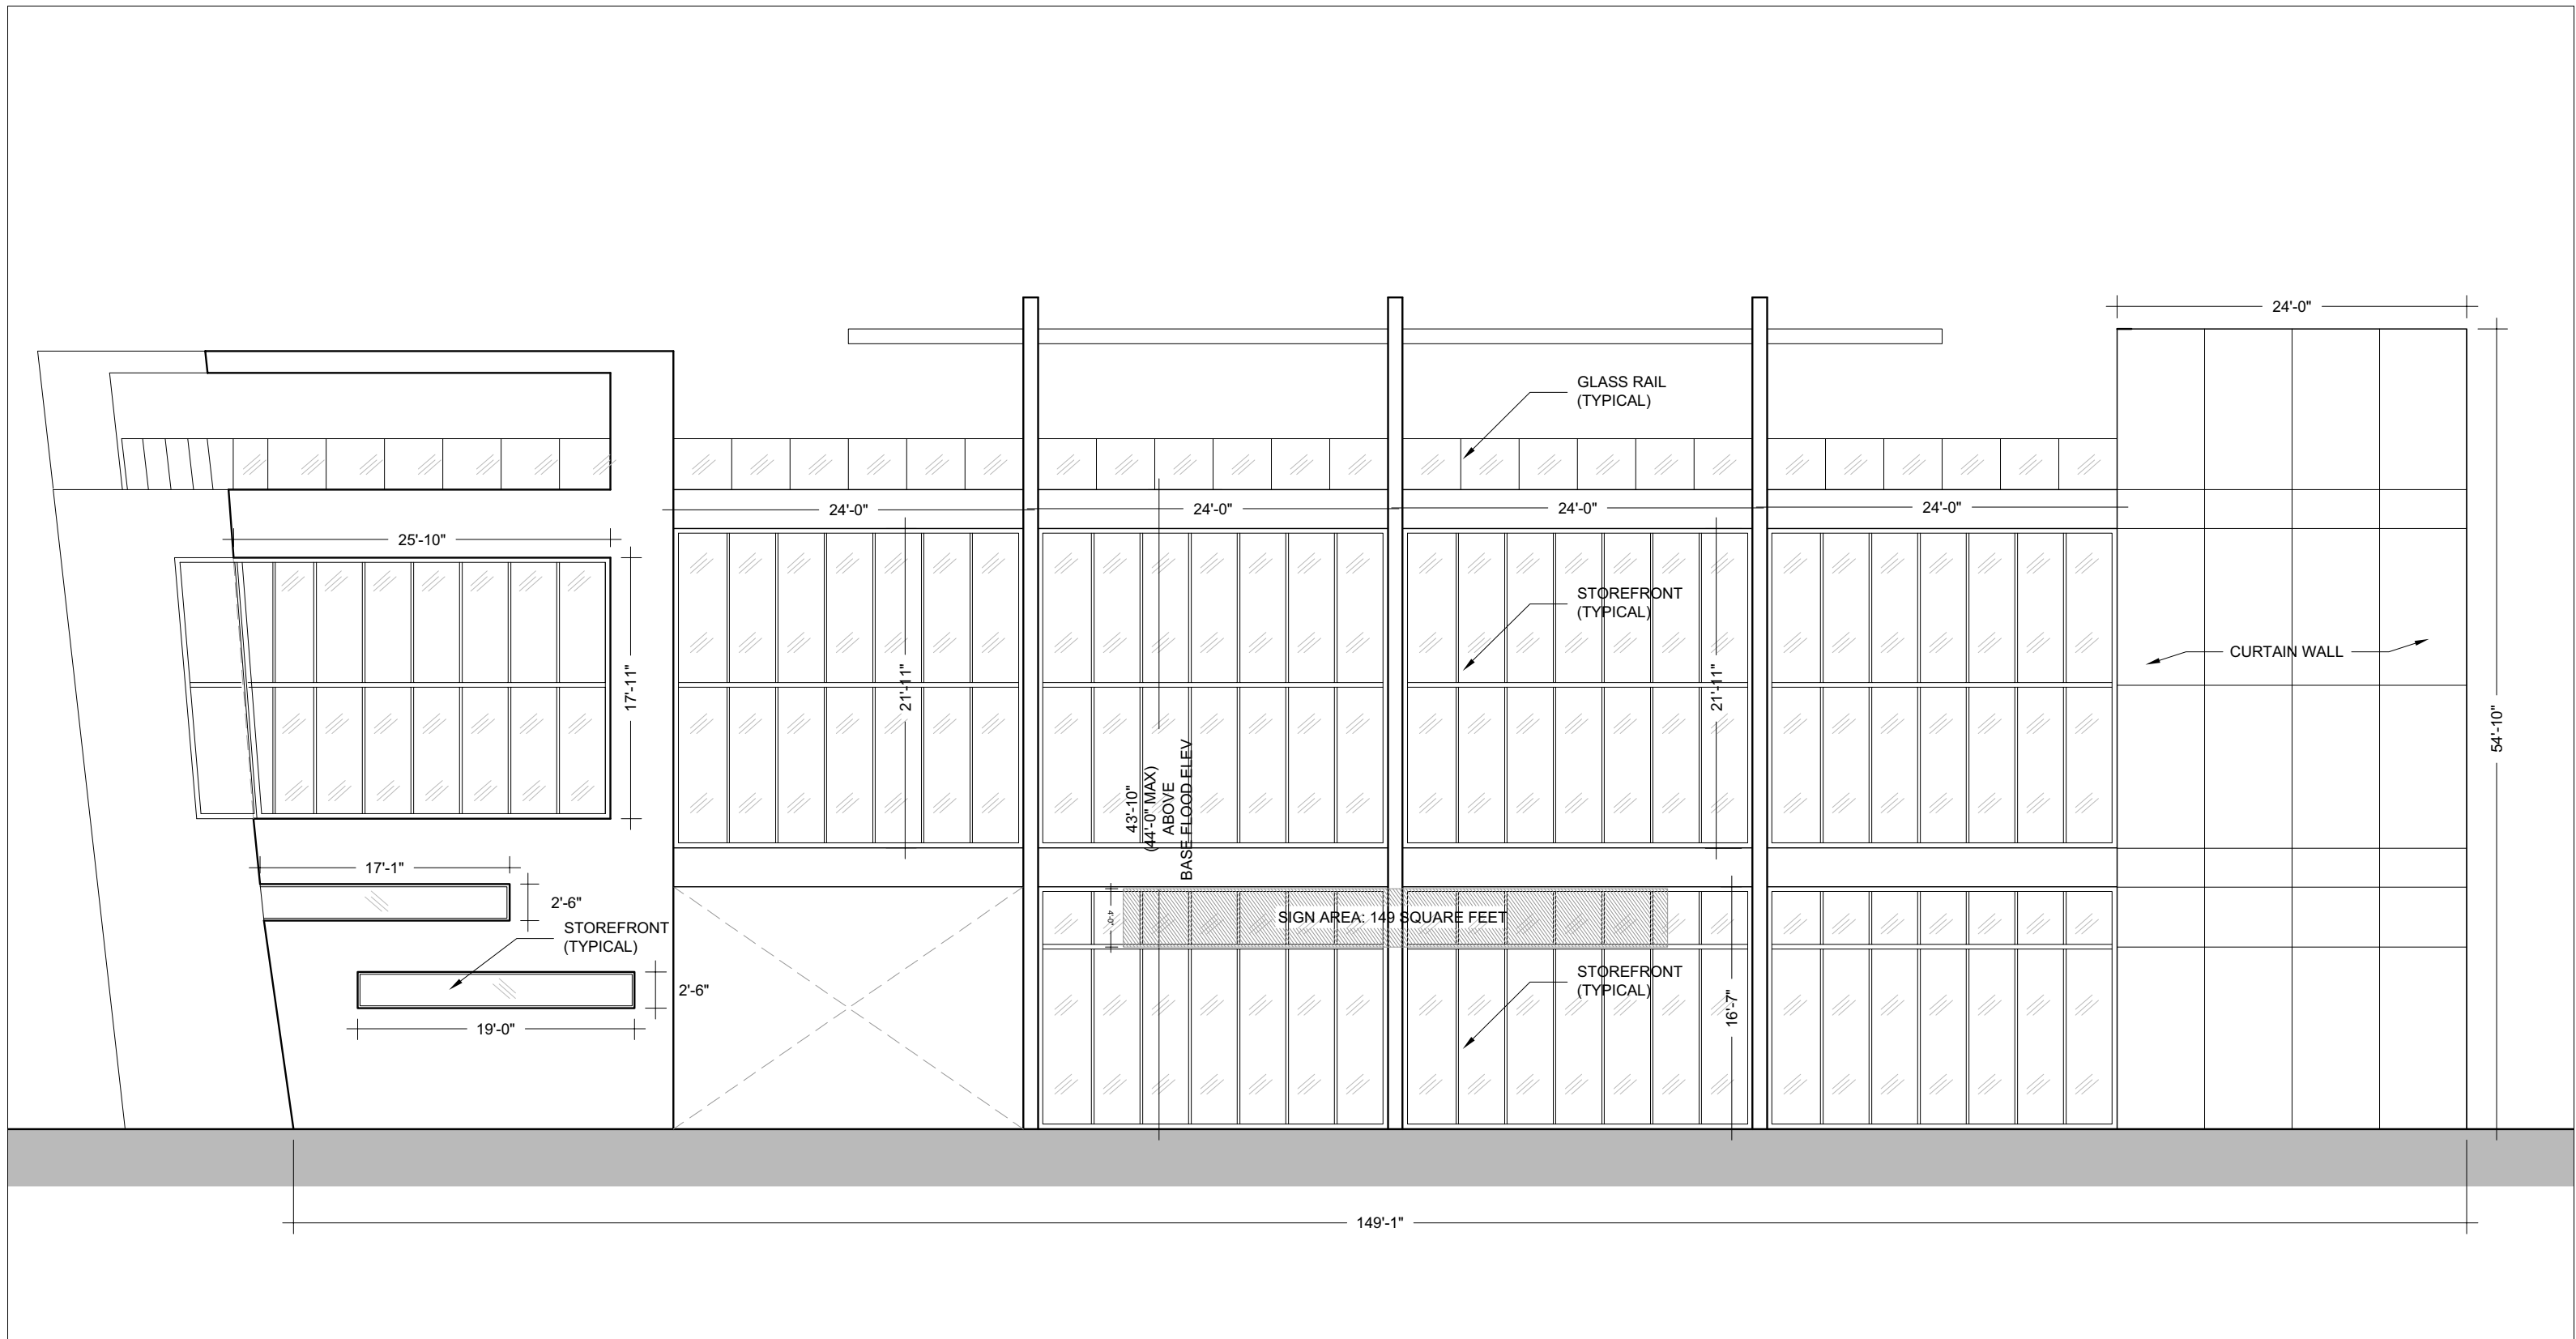 24'-0"
GLASS RAIL
(TYPICAL)
24'-0"
24'-0"
24'-0"
24'-0"
25'-10"
17'-11"
21'-11"
STOREFRONT
(TYPICAL)
21'-11"
CURTAIN WALL
54'-10"
43'-10"
(44'-0" MAX)
ABOVE
BASE FLOOD ELEV
17'-1"
2'-6"
STOREFRONT
(TYPICAL)
4'-0"
SIGN AREA: 149 SQUARE FEET
2'-6"
19'-0"
STOREFRONT
(TYPICAL)
16'-7"
149'-1"